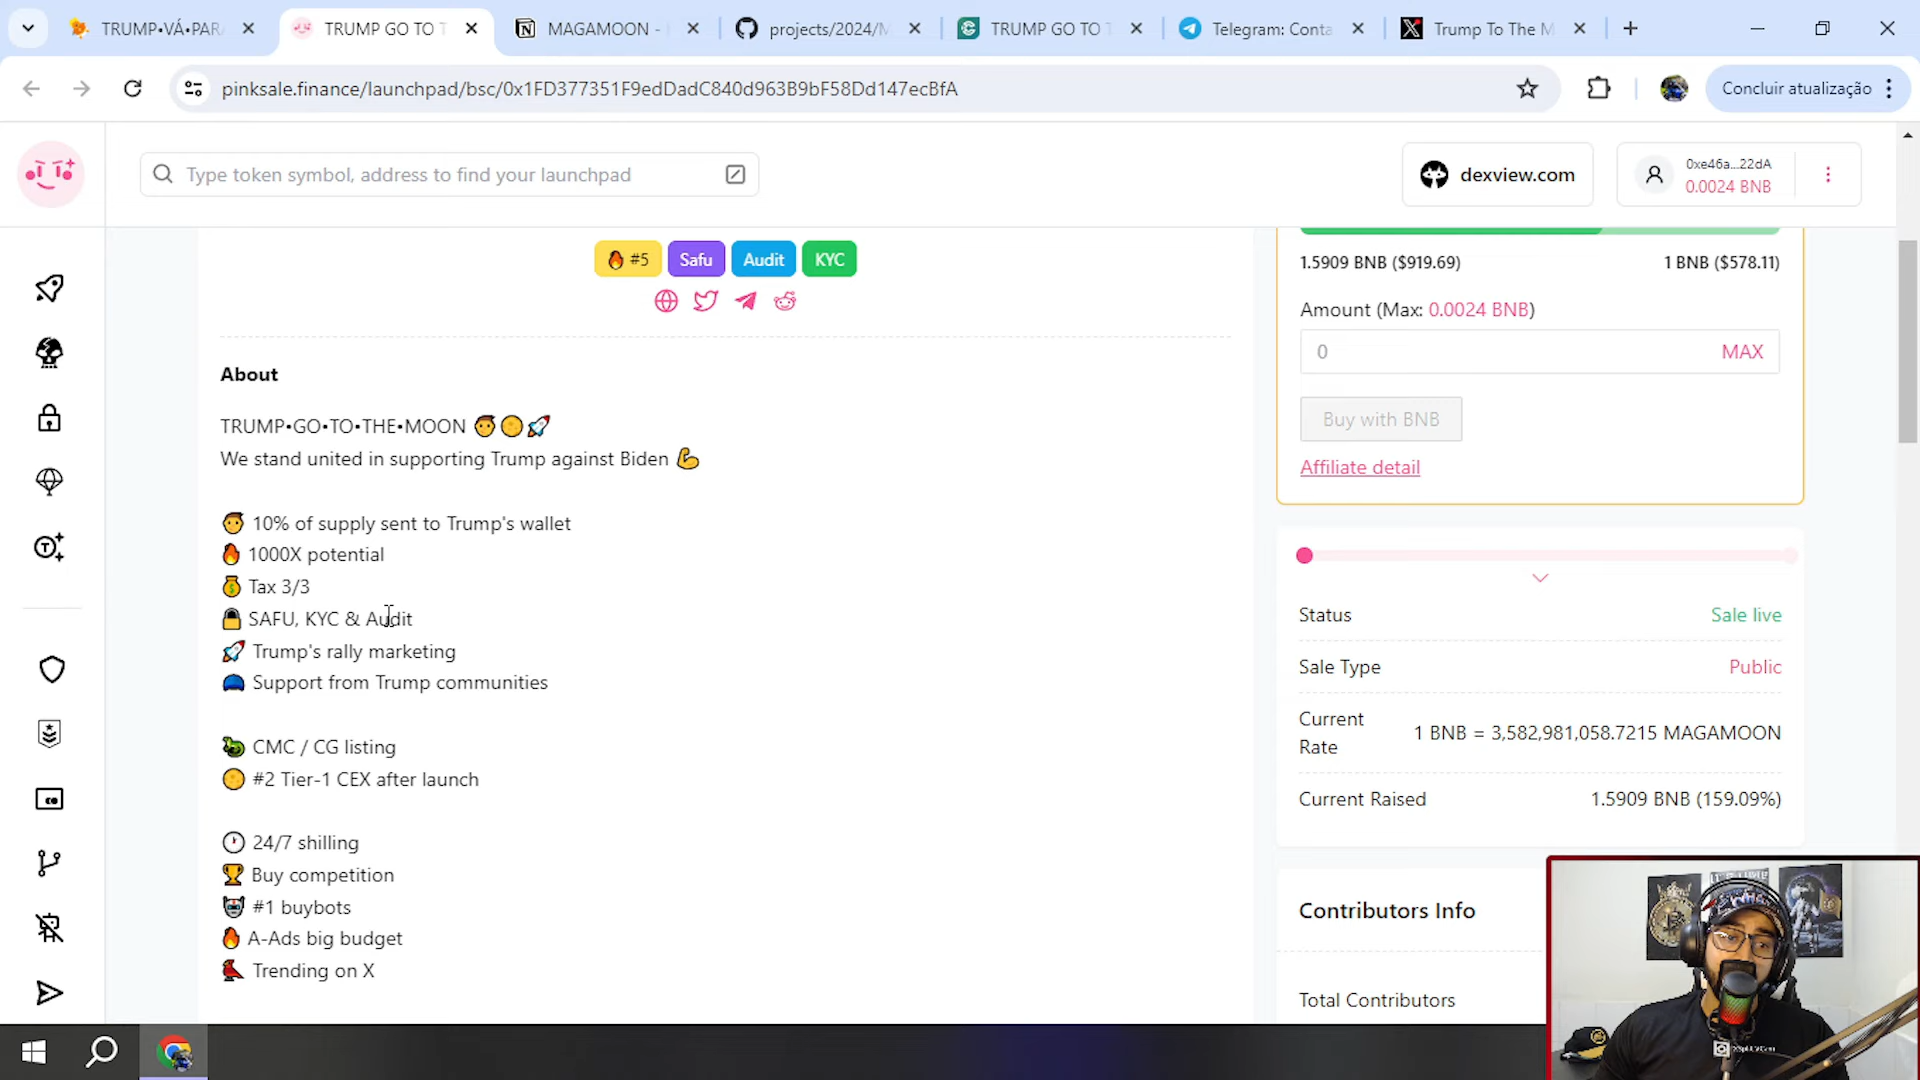 TRUMP•VÁ•PAR
TRUMP GO TO T
MAGAMOON -
projects/2024/M
TRUMP GO TO T
Telegram: Conta
Trump To The M
pinksale.finance/launchpad/bsc/0x1FD377351F9edDadC840d963B9bF58Dd147ecBfA
Concluir atualização
Type token symbol, address to find your launchpad
dexview.com
0xe46a...22dA
0.0024 BNB
#5
Safu
Audit
KYC
About
TRUMP•GO•TO•THE•MOON
We stand united in supporting Trump against Biden
10% of supply sent to Trump's wallet
1000X potential
Tax 3/3
SAFU, KYC & Audit
Trump's rally marketing
Support from Trump communities
CMC / CG listing
#2 Tier-1 CEX after launch
24/7 shilling
Buy competition
#1 buybots
A-Ads big budget
Trending on X
1.5909 BNB ($919.69)
1 BNB ($578.11)
Amount (Max: 0.0024 BNB)
0
MAX
Buy with BNB
Affiliate detail
Status
Sale live
Sale Type
Public
Current
Rate
1 BNB = 3,582,981,058.7215 MAGAMOON
Current Raised
1.5909 BNB (159.09%)
Contributors Info
Total Contributors